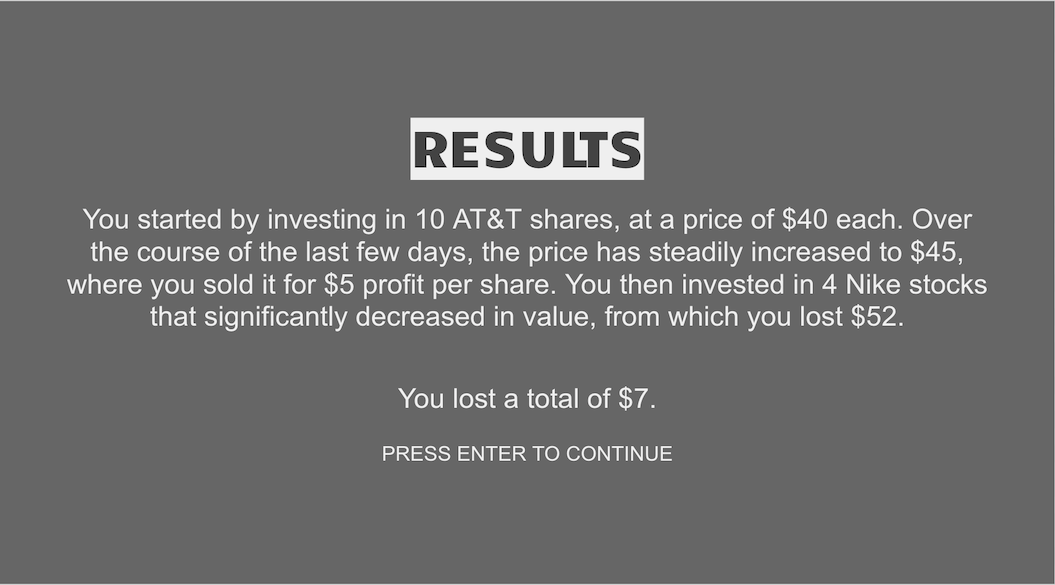 RESULTS
You started by investing in 10 AT&T shares, at a price of $40 each. Over
the course of the last few days, the price has steadily increased to $45,
where you sold it for $5 profit per share. You then invested in 4 Nike stocks
that significantly decreased in value, from which you lost $52.
You lost a total of $7.
PRESS ENTER TO CONTINUE